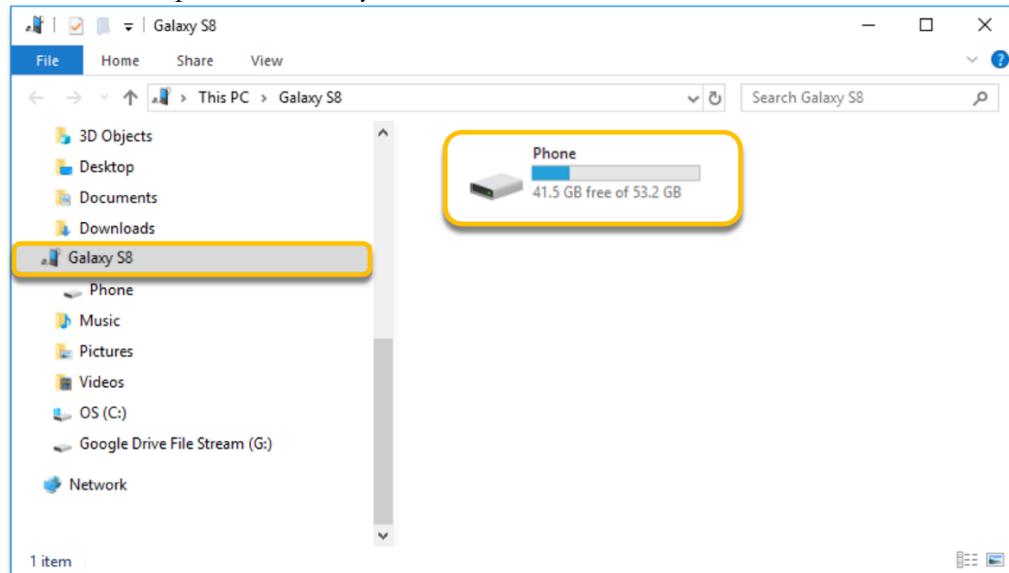 Galaxy S8
File Home Share View
This PC > Galaxy S8
Search Galaxy S8
3D Objects
Desktop
Documents
Downloads
Galaxy S8
Phone
Music
Pictures
Videos
OS (C:)
Google Drive File Stream (G:)
Network
Phone
41.5 GB free of 53.2 GB
1 item